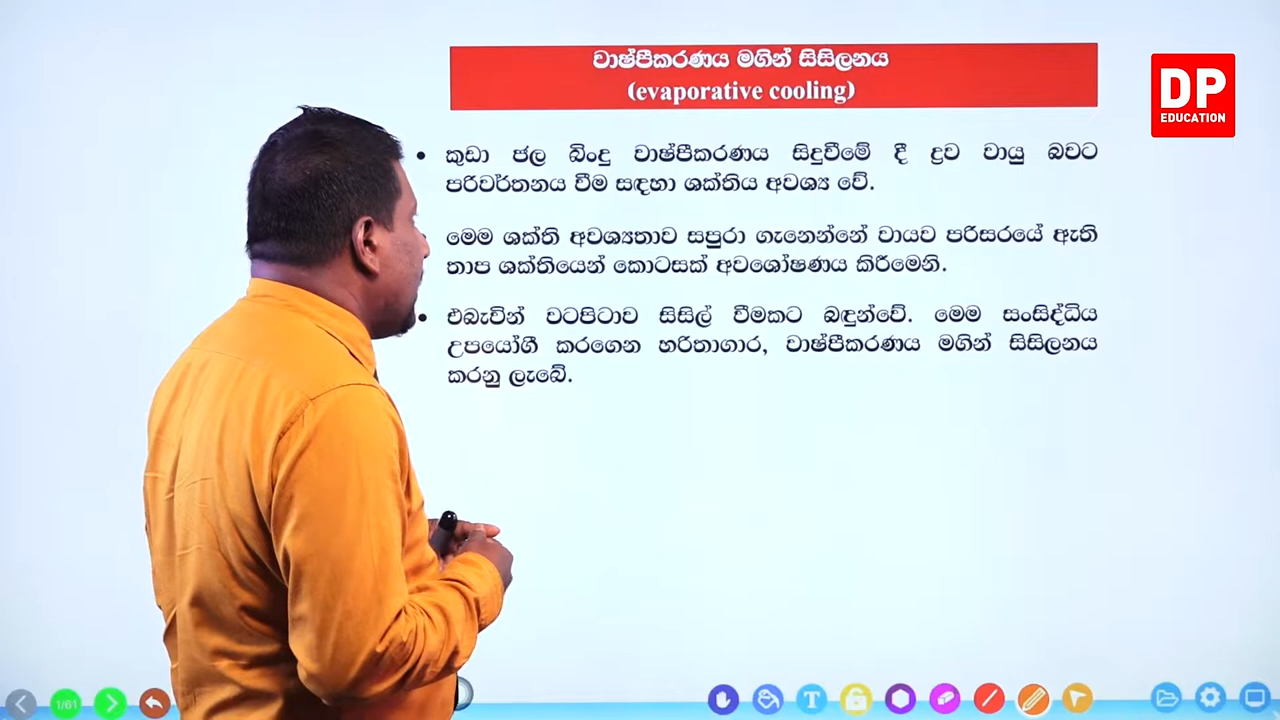 වාෂ්පීකරණය මගින් සිසිලනය
(evaporative cooling)
DP
EDUCATION
• කුඩා ජල බිංදු වාෂ්පීකරණය සිදුවීමේ දී ද්‍රව වායු බවට
පරිවර්තනය වීම සඳහා ශක්තිය අවශ්‍ය වේ.
මෙම ශක්ති අවශ්‍යතාව සපුරා ගැනෙන්නේ වායව පරිසරයේ ඇති
තාප ශක්තියෙන් කොටසක් අවශෝෂණය කිරීමෙනි.
• එබැවින් වටපිටාව සිසිල් වීමකට බඳුන්වේ. මෙම සංසිද්ධිය
උපයෝගී කරගෙන හරිතාගාර, වාෂ්පීකරණය මගින් සිසිලනය
කරනු ලැබේ.
1/61